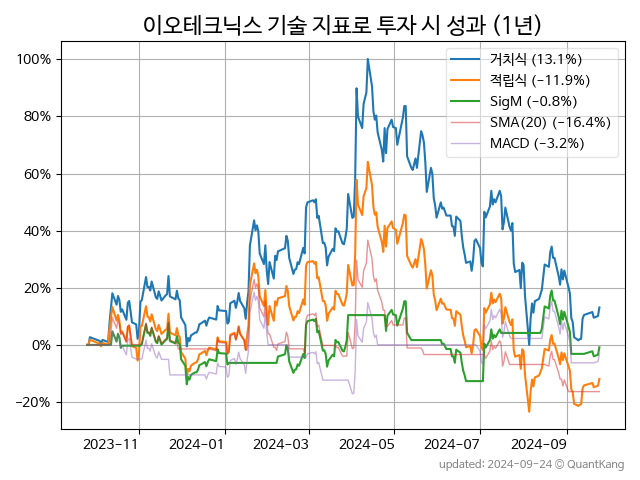 이오테크닉스 기술 지표로 투자 시 성과 (1년)
거치식 (13.1%)
적립식 (−11.9%)
SigM (−0.8%)
SMA(20) (−16.4%)
MACD (−3.2%)
100%
80%
60%
40%
20%
0%
−20%
2023-11 2024-01 2024-03 2024-05 2024-07 2024-09
updated: 2024-09-24 © QuantKang